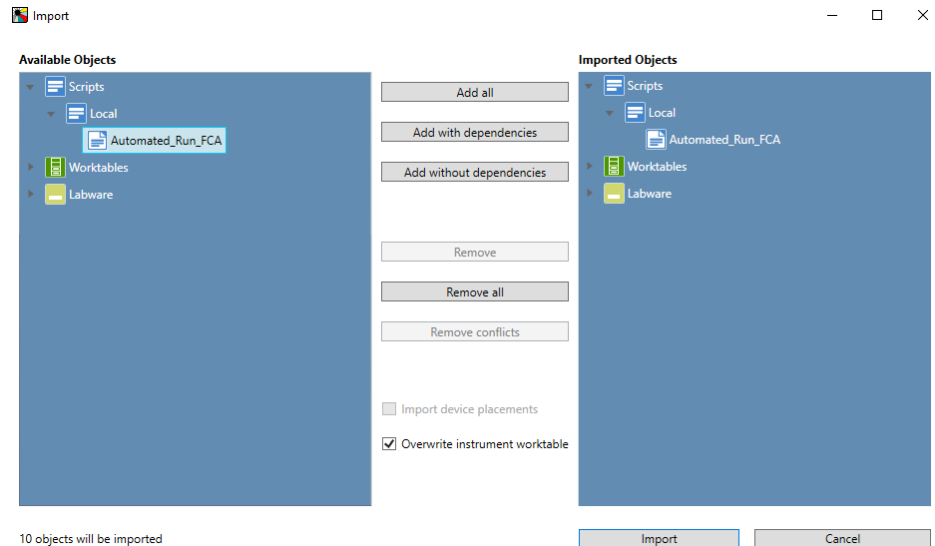 Import
Available Objects
Scripts
Local
Automated_Run_FCA
Worktables
Labware
Add all
Add with dependencies
Add without dependencies
Remove
Remove all
Remove conflicts
Import device placements
Overwrite instrument worktable
Imported Objects
Scripts
Local
Automated_Run_FCA
Worktables
Labware
10 objects will be imported
Import
Cancel